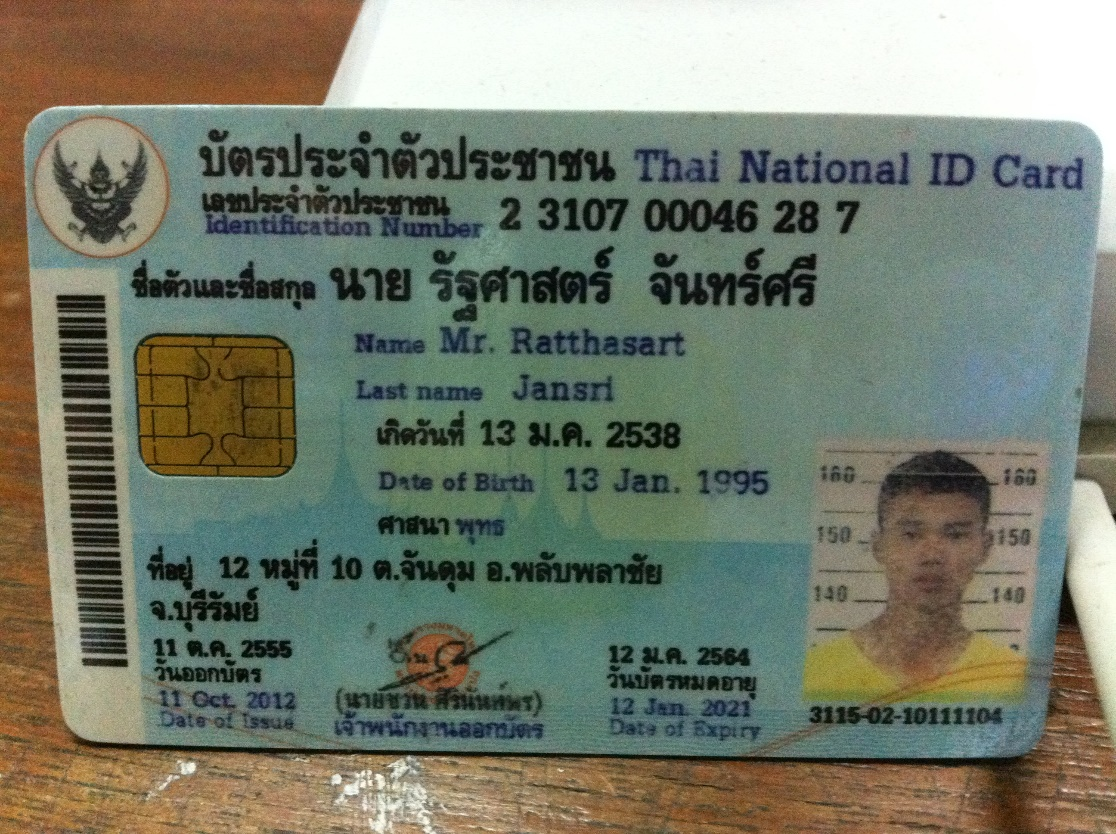 บัตรประจำตัวประชาชน Thai National ID Card
เลขประจำตัวประชาชน
Identification Number 2 3107 00046 28 7
ชื่อตัวและชื่อสกุล นาย รัฐศาสตร์ จันทร์ศรี
Name Mr. Ratthasart
Last name Jansri
เกิดวันที่ 13 ม.ค. 2538
Date of Birth 13 Jan. 1995
ศาสนา พุทธ
ที่อยู่ 12 หมู่ที่ 10 ต.จันดุม อ.พลับพลาชัย
จ.บุรีรัมย์
11 ต.ค. 2555
วันออกบัตร
11 Oct. 2012
Date of Issue
เจ้าพนักงานออกบัตร
12 ม.ค. 2564
วันบัตรหมดอายุ
12 Jan. 2021
Date of Expiry
160 160
150 150
140 140
3115-02-10111104